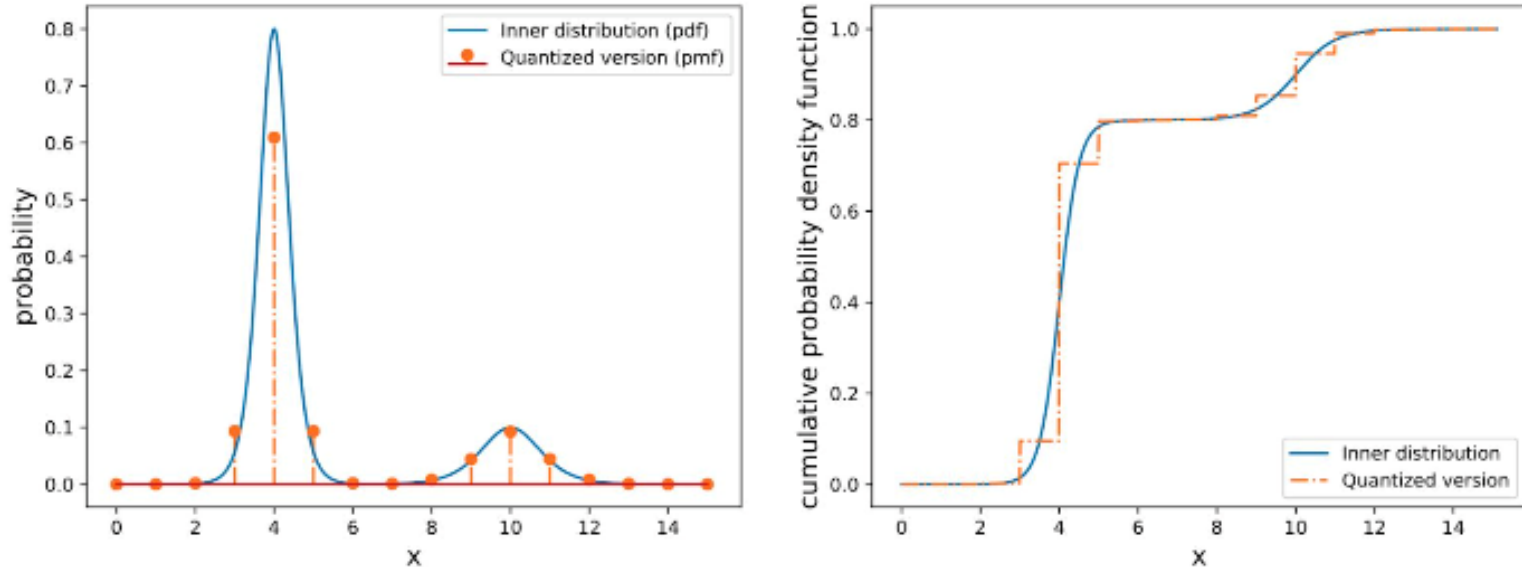 probability
0.8
0.7
0.6
0.5
0.4
0.3
0.2
0.1
0.0
Inner distribution (pdf)
Quantized version (pmf)
0 2 4 6 8 10 12 14
x
cumulative probability density function
1.0
0.8
0.6
0.4
0.2
0.0
Inner distribution
Quantized version
0 2 4 6 8 10 12 14
x